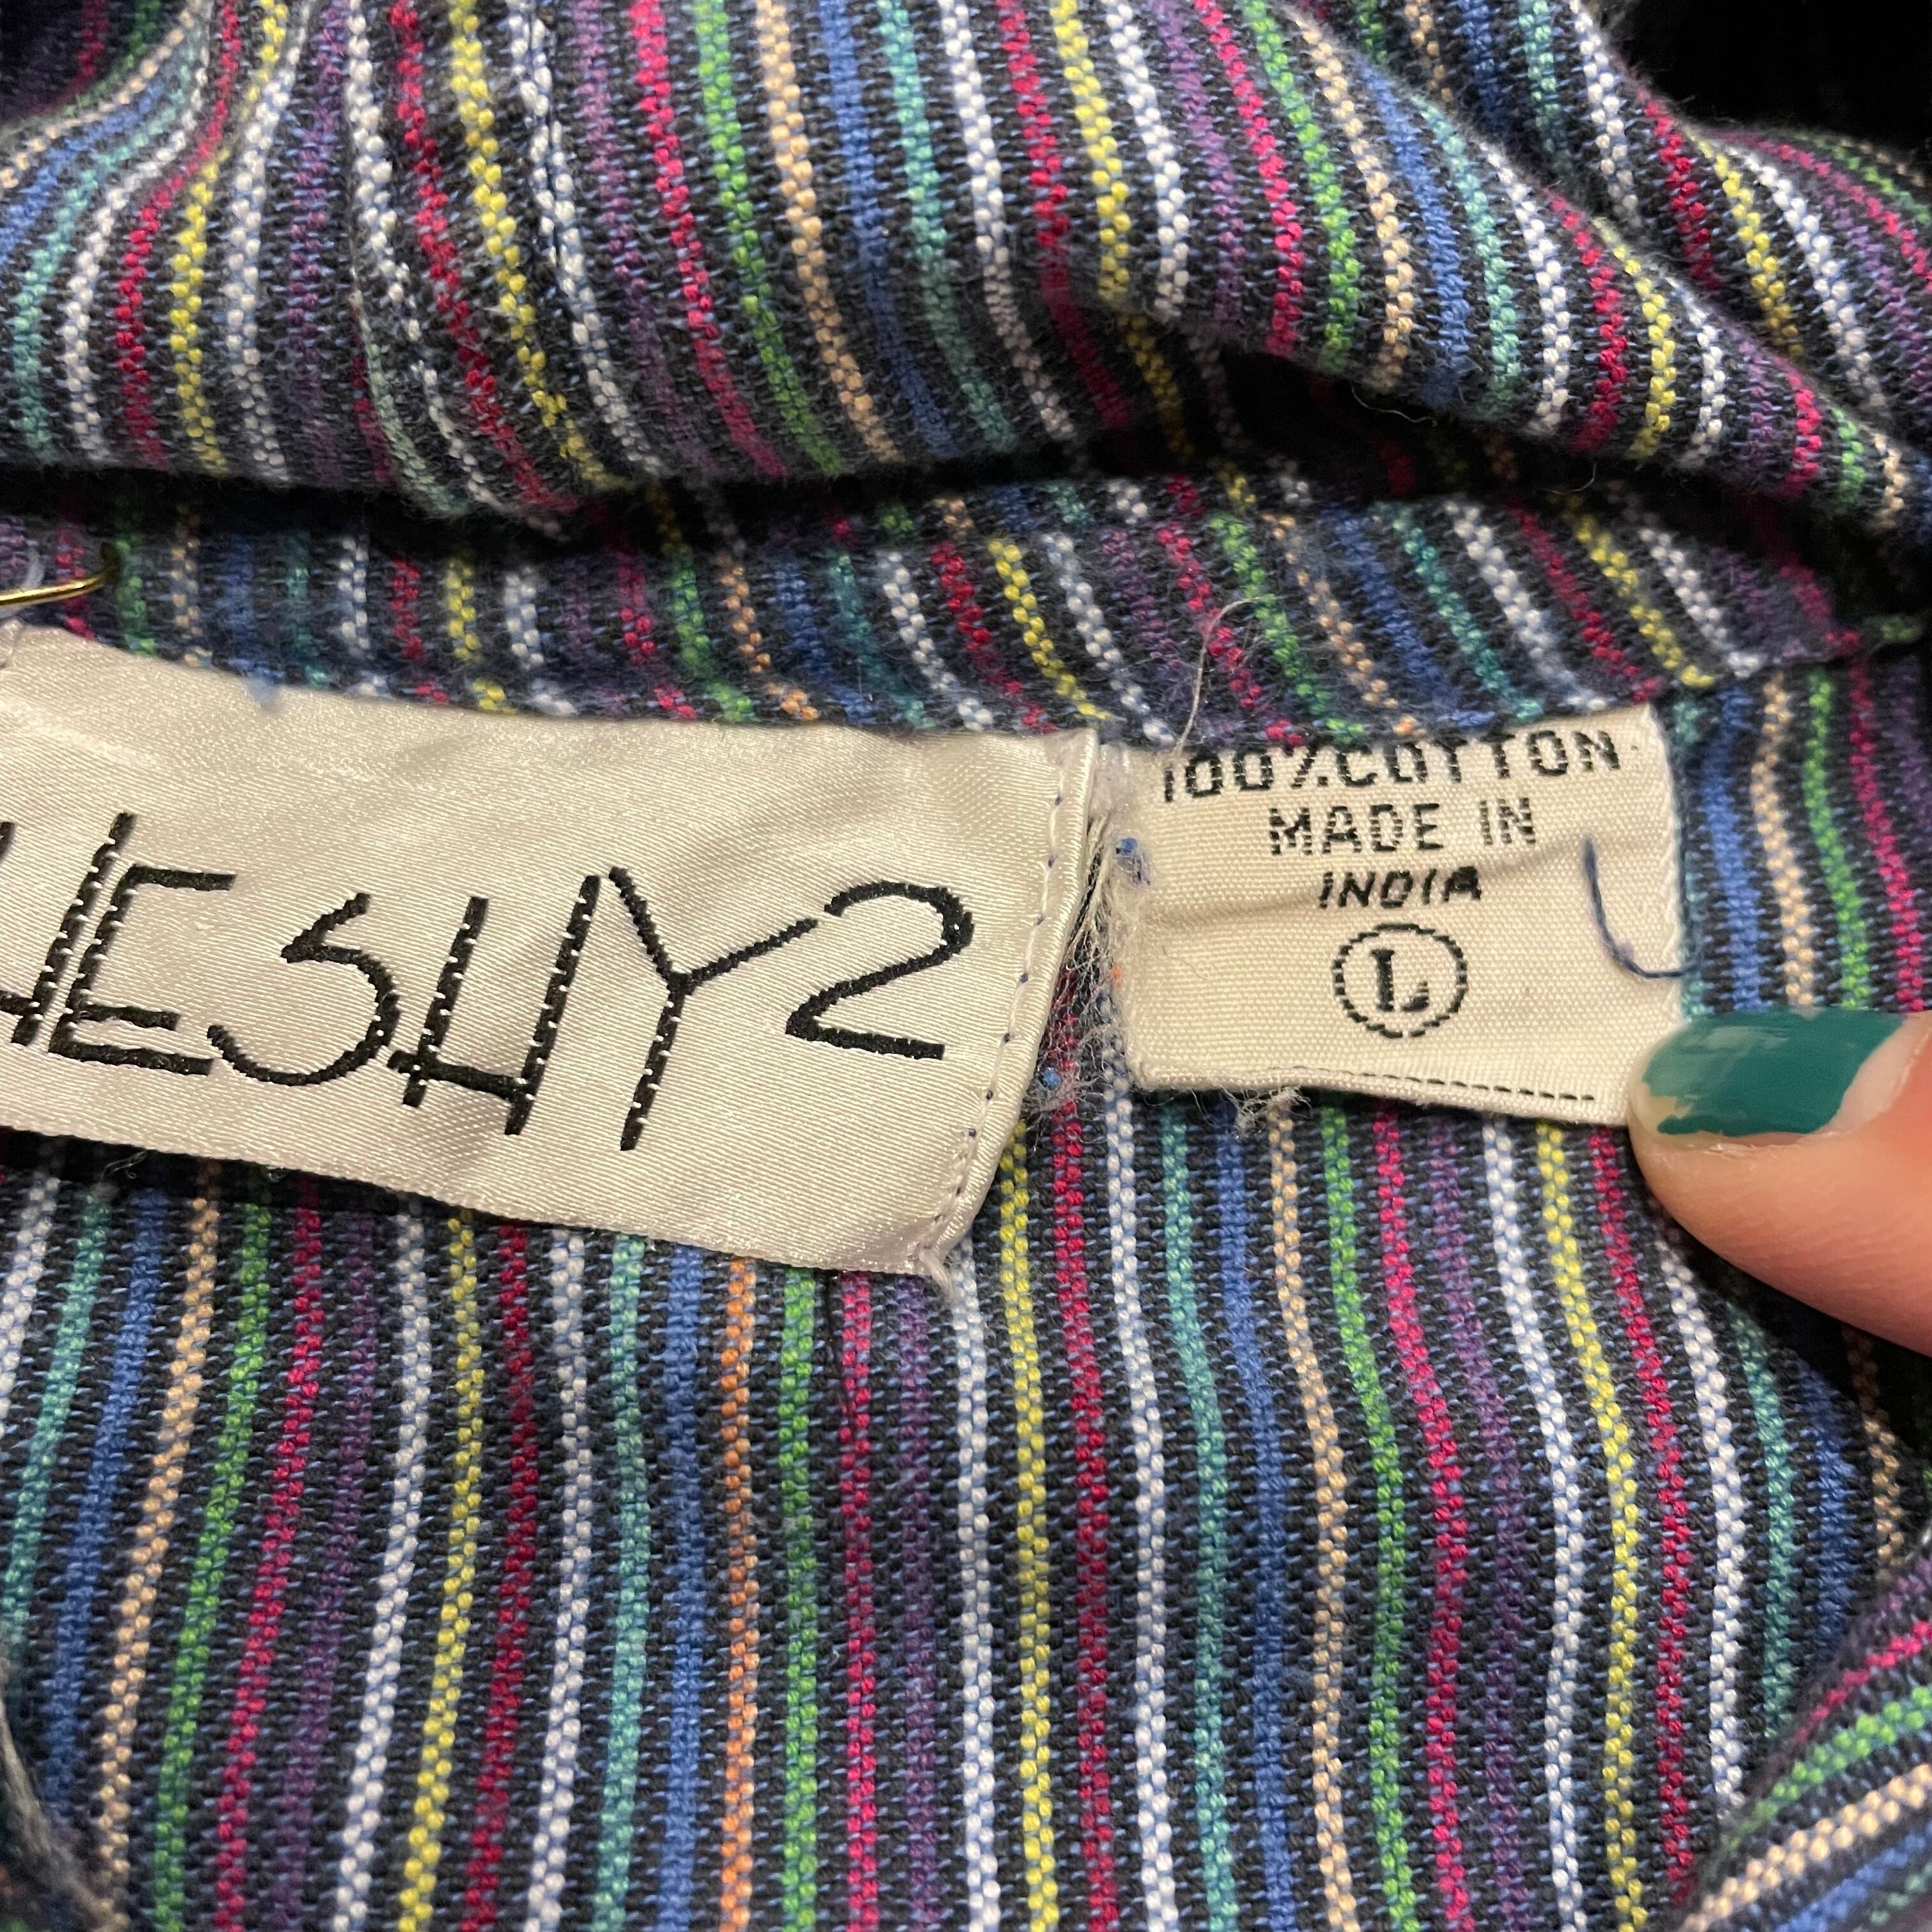 HESHY2
100% COTTON
MADE IN
INDIA
L